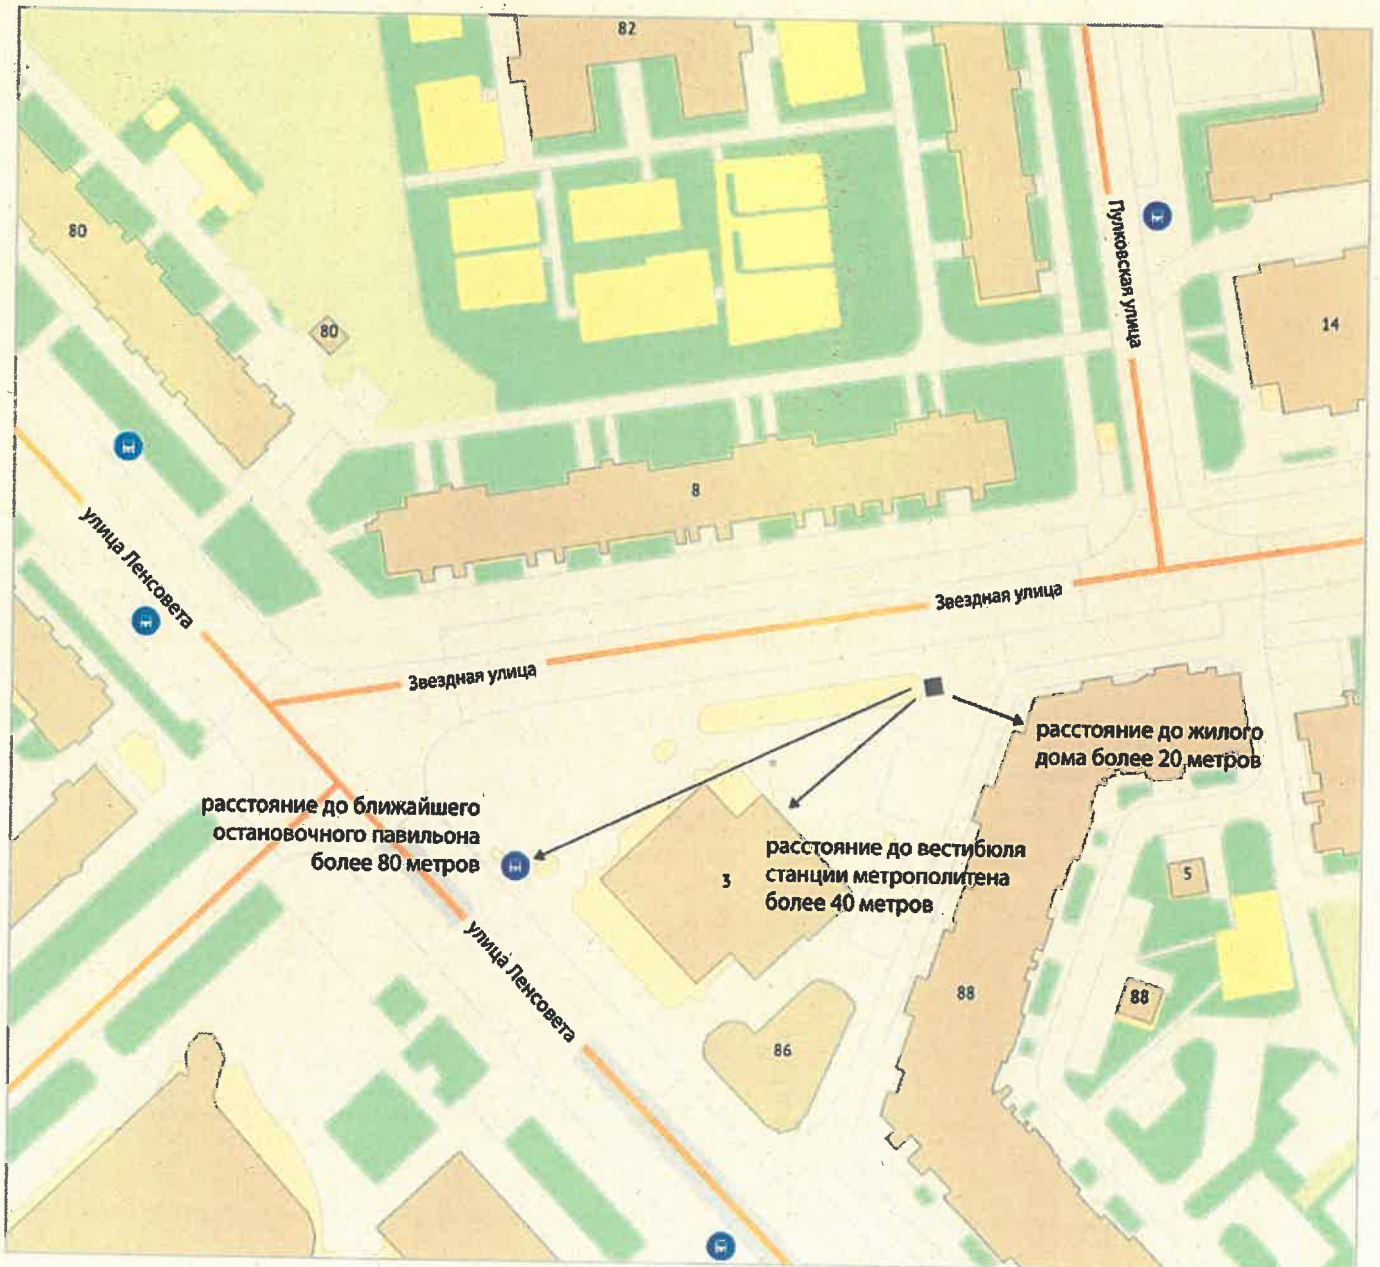 82
80
80
Пулковская улица
14
8
улица Ленсовета
Звездная улица
Звездная улица
расстояние до жилого
дома более 20 метров
расстояние до ближайшего
остановочного павильона
более 80 метров
расстояние до вестибюля
станции метрополитена
более 40 метров
3
5
улица Ленсовета
88
88
86